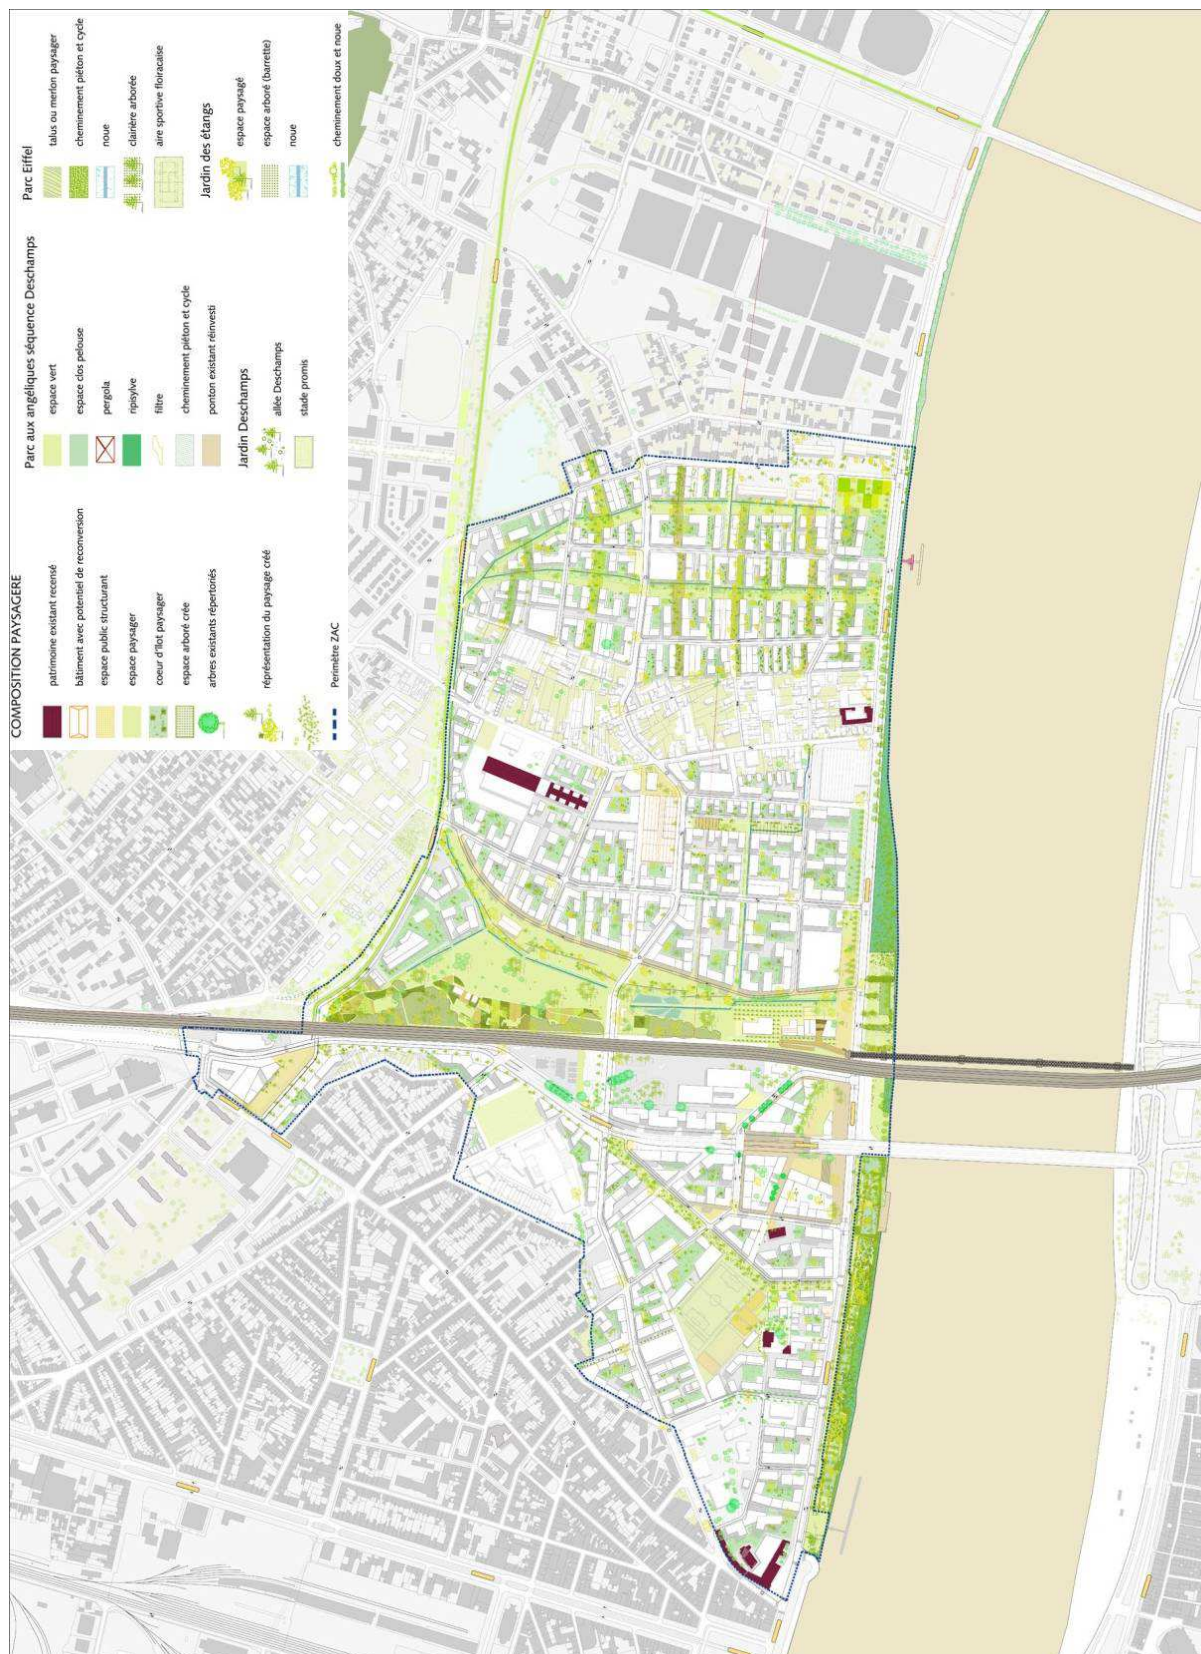 COMPOSITION PAYSAGERE
patrimoine existant recensé
bâtiment avec potentiel de reconversion
espace public structurant
espace paysager
coeur d'îlot paysager
espace arboré crée
arbres existants répertoriés
réprésentation du paysage créé
Perimètre ZAC
Parc aux angéliques séquence Deschamps
espace vert
espace clos pelouse
pergola
ripisylve
filtre
cheminement piéton et cycle
ponton existant réinvesti
Jardin Deschamps
allée Deschamps
stade promis
Parc Eiffel
talus ou merlon paysager
cheminement piéton et cycle
noue
clairière arborée
aire sportive floiracaise
Jardin des étangs
espace paysagé
espace arboré (barrette)
noue
cheminement doux et noue